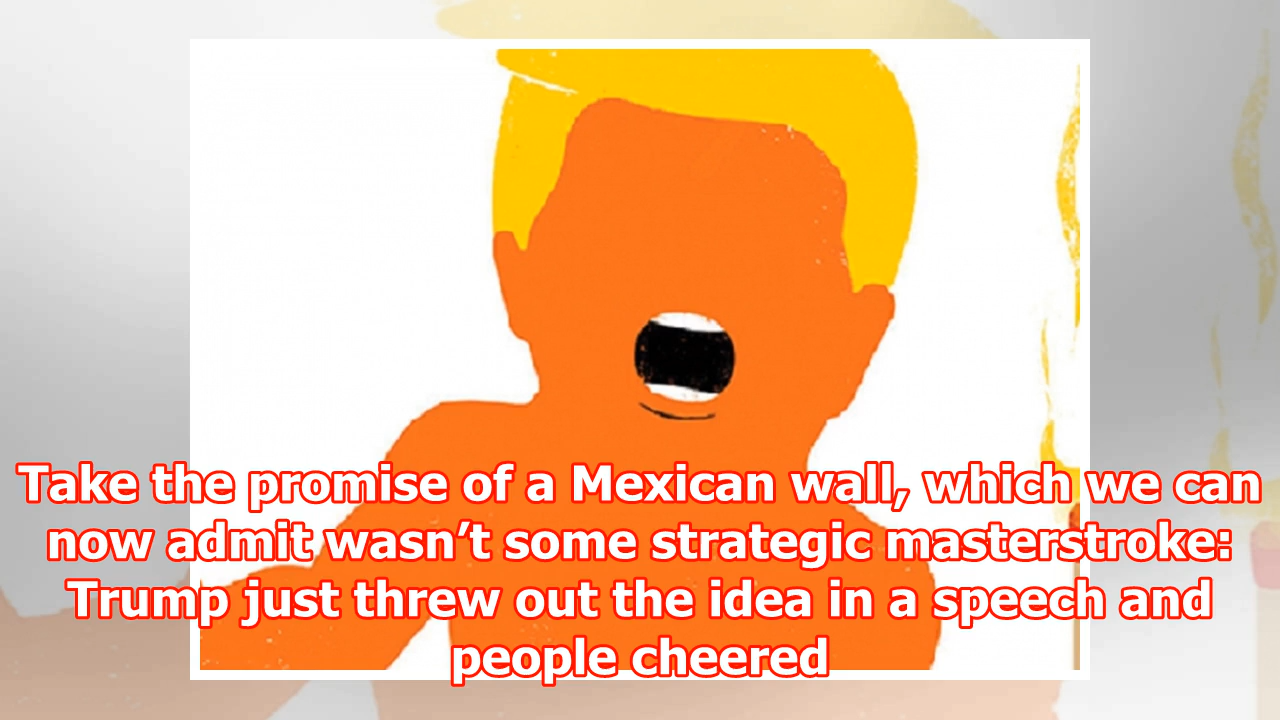 Take the promise of a Mexican wall, which we can
now admit wasn’t some strategic masterstroke:
Trump just threw out the idea in a speech and
people cheered